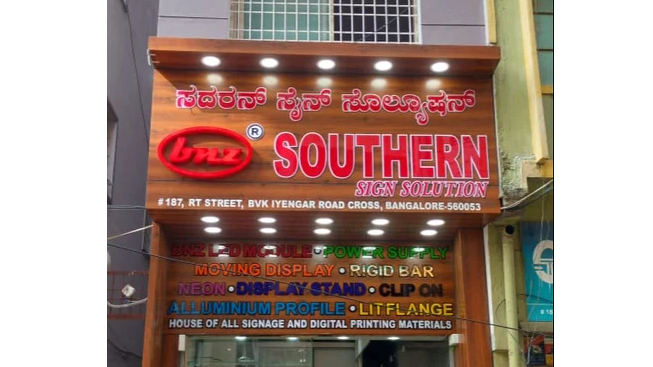 ಸದರನ್ ಸೈನ್ ಸೊಲ್ಯೂಷನ್
bnz ® SOUTHERN
SIGN SOLUTION
#187, RT STREET, BVK IYENGAR ROAD CROSS, BANGALORE-560053
BNZ LED MODULE • POWER SUPPLY
MOVING DISPLAY • RIGID BAR
NEON • DISPLAY STAND • CLIP ON
ALLUMINIUM PROFILE • LIT FLANGE
HOUSE OF ALL SIGNAGE AND DIGITAL PRINTING MATERIALS